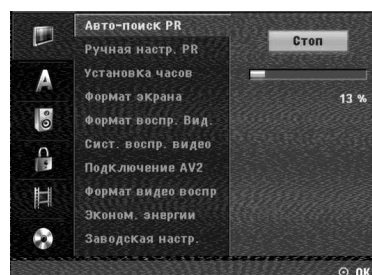 Авто-поиск PR
Стоп
Ручная настр. PR
Установка часов
13 %
Формат экрана
Формат воспр. Вид.
Сист. воспр. видео
Подключение AV2
Формат видео воспр
Эконом. энергии
Заводская настр.
OK
A